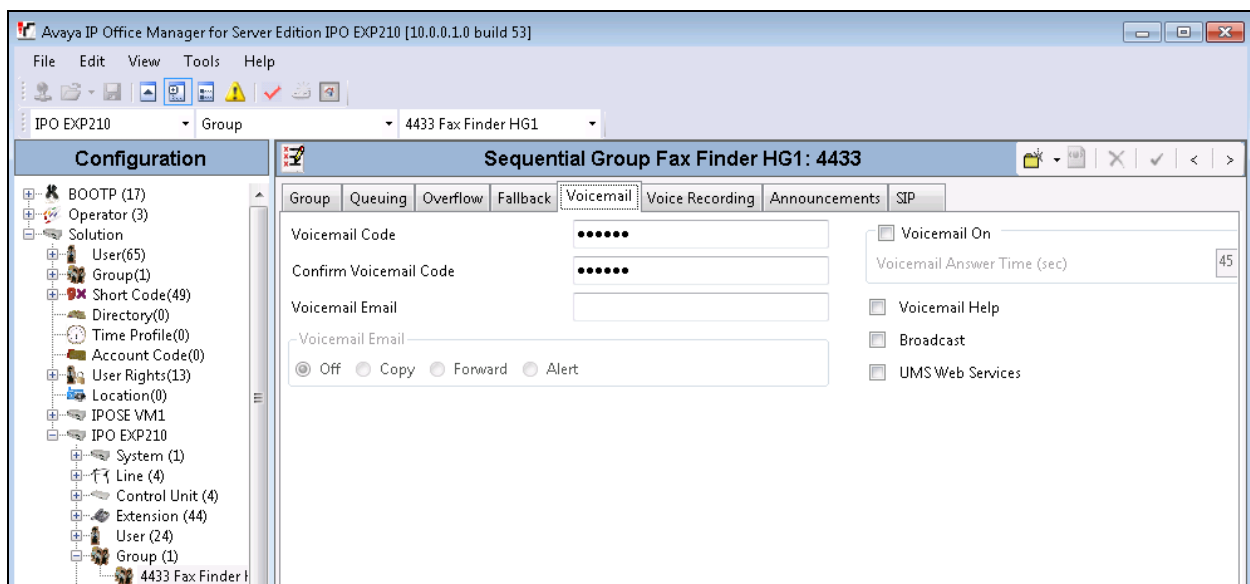 Avaya IP Office Manager for Server Edition IPO EXP210 [10.0.0.1.0 build 53]
File Edit View Tools Help
IPO EXP210 Group 4433 Fax Finder HG1
Configuration
Sequential Group Fax Finder HG1: 4433
BOOTP (17)
Operator (3)
Solution
User(65)
Group(1)
Short Code(49)
Directory(0)
Time Profile(0)
Account Code(0)
User Rights(13)
Location(0)
IPOSE VM1
IPO EXP210
System (1)
Line (4)
Control Unit (4)
Extension (44)
User (24)
Group (1)
4433 Fax Finder H
Group Queuing Overflow Fallback Voicemail Voice Recording Announcements SIP
Voicemail Code ●●●●●●
Confirm Voicemail Code ●●●●●●
Voicemail Email
Voicemail Email
Off Copy Forward Alert
Voicemail On
Voicemail Answer Time (sec) 45
Voicemail Help
Broadcast
UMS Web Services